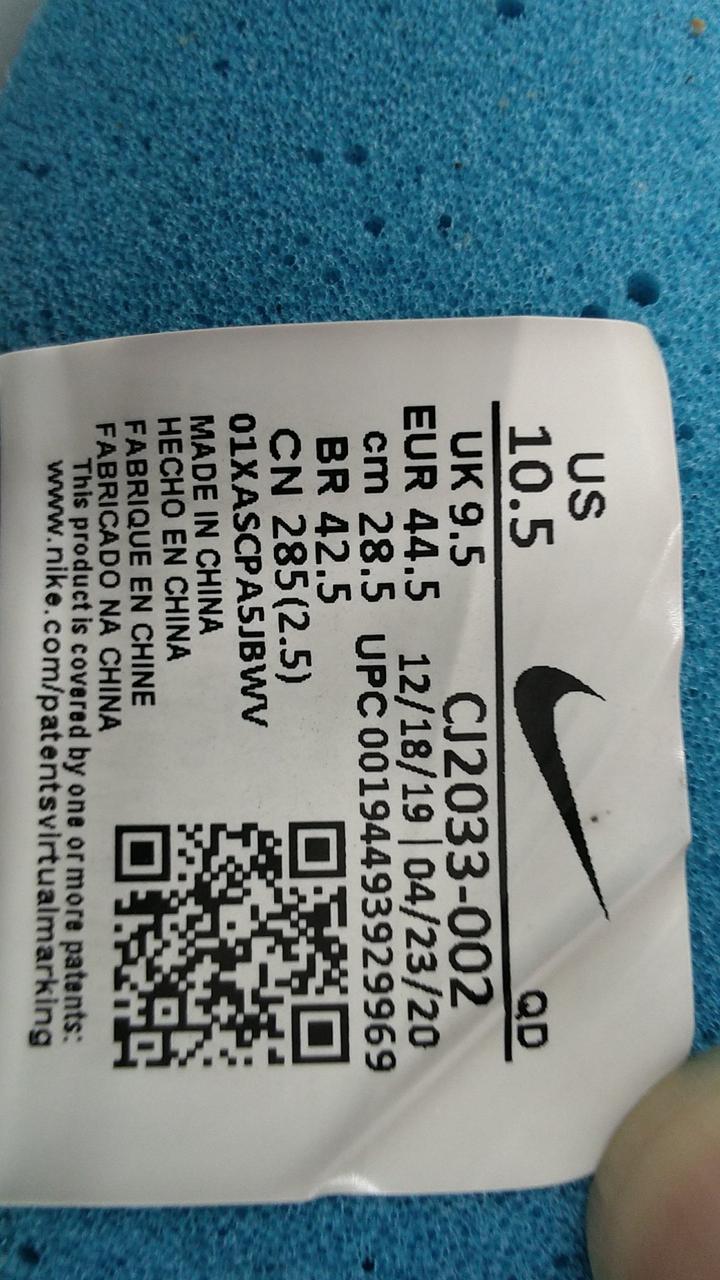 US
10.5
QD
UK 9.5
CJ2033-002
EUR 44.5
12/18/19 | 04/23/20
cm 28.5
UPC 00194493929969
BR 42.5
CN 285(2.5)
01XASCPA5JBWV
MADE IN CHINA
HECHO EN CHINA
FABRIQUE EN CHINE
FABRICADO NA CHINA
This product is covered by one or more patents:
www.nike.com/patentsvirtualmarking